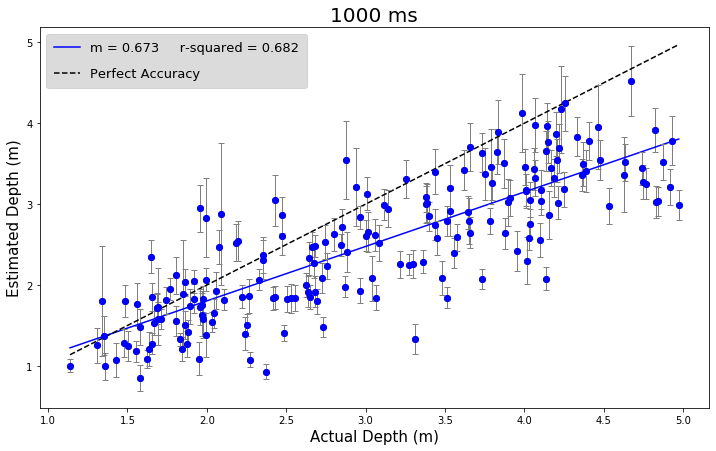 1000 ms
m = 0.673 r-squared = 0.682
Perfect Accuracy
Estimated Depth (m)
5
4
3
2
1
1.0 1.5 2.0 2.5 3.0 3.5 4.0 4.5 5.0
Actual Depth (m)